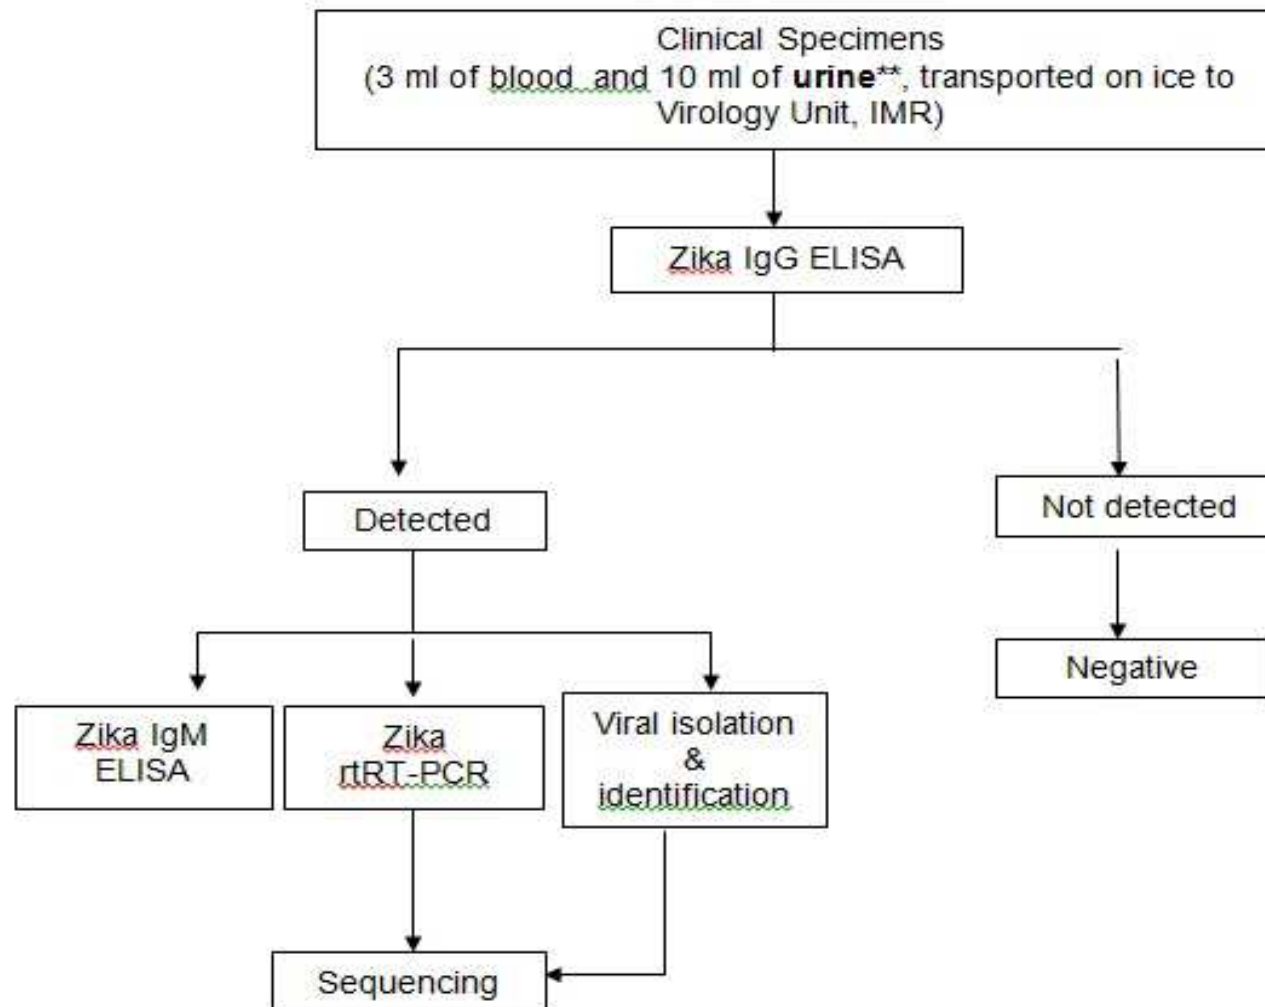 Clinical Specimens
(3 ml of blood and 10 ml of urine**, transported on ice to
Virology Unit, IMR)
Zika IgG ELISA
Detected
Not detected
Negative
Zika IgM
ELISA
Zika
rtRT-PCR
Viral isolation
&
identification
Sequencing